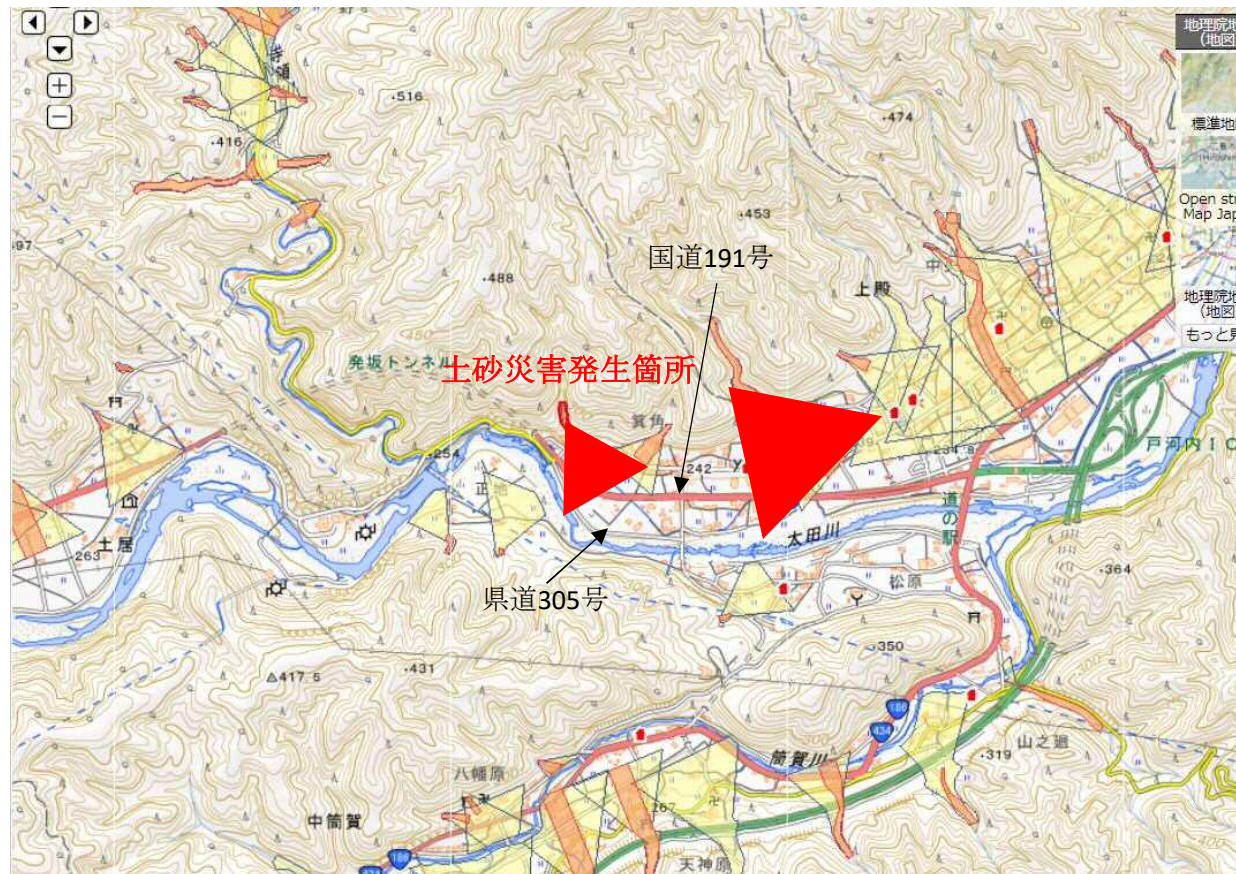 地理院地
(地図
標準地
Open str
Map Jap
地理院地
(地図
もっと見
・516
・416
・474
・453
・488
国道191号
上殿
発坂トンネル
土砂災害発生箇所
箕角
254
242
正地
戸河内IC
道の駅
太田川
土居
・263
県道305号
松原
・364
・350
・431
△417 5
186
434
山之廻
・319
筒賀川
八幡原
267
中筒賀
186
天神原